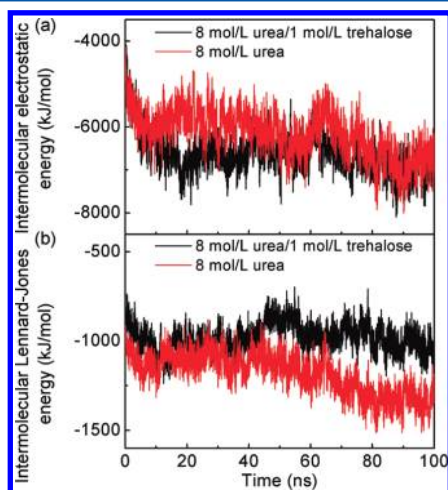 (a)
8 mol/L urea/1 mol/L trehalose
8 mol/L urea
Intermolecular electrostatic
energy (kJ/mol)
-4000
-6000
-8000
(b)
8 mol/L urea/1 mol/L trehalose
8 mol/L urea
Intermolecular Lennard-Jones
energy (kJ/mol)
-500
-1000
-1500
0 20 40 60 80 100
Time (ns)